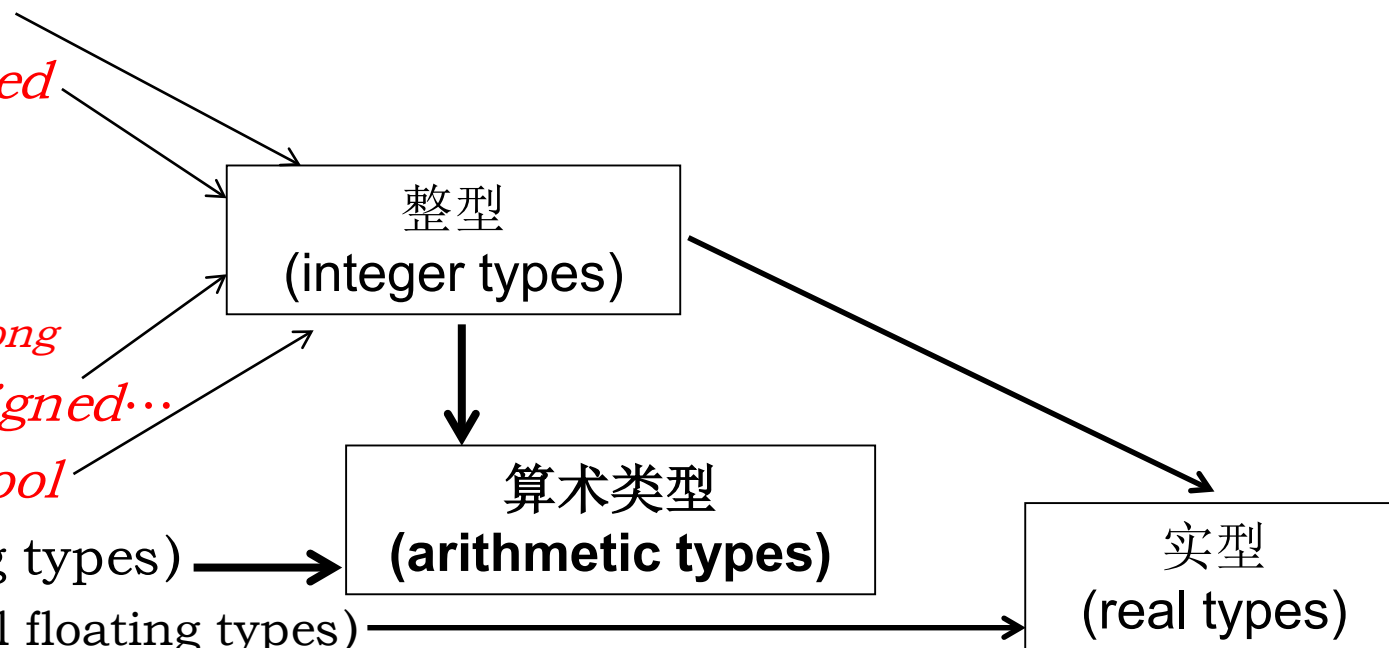 ed
整型
(integer types)
ong
igned…
ool
算术类型
(arithmetic types)
g types)
实型
(real types)
l floating types)